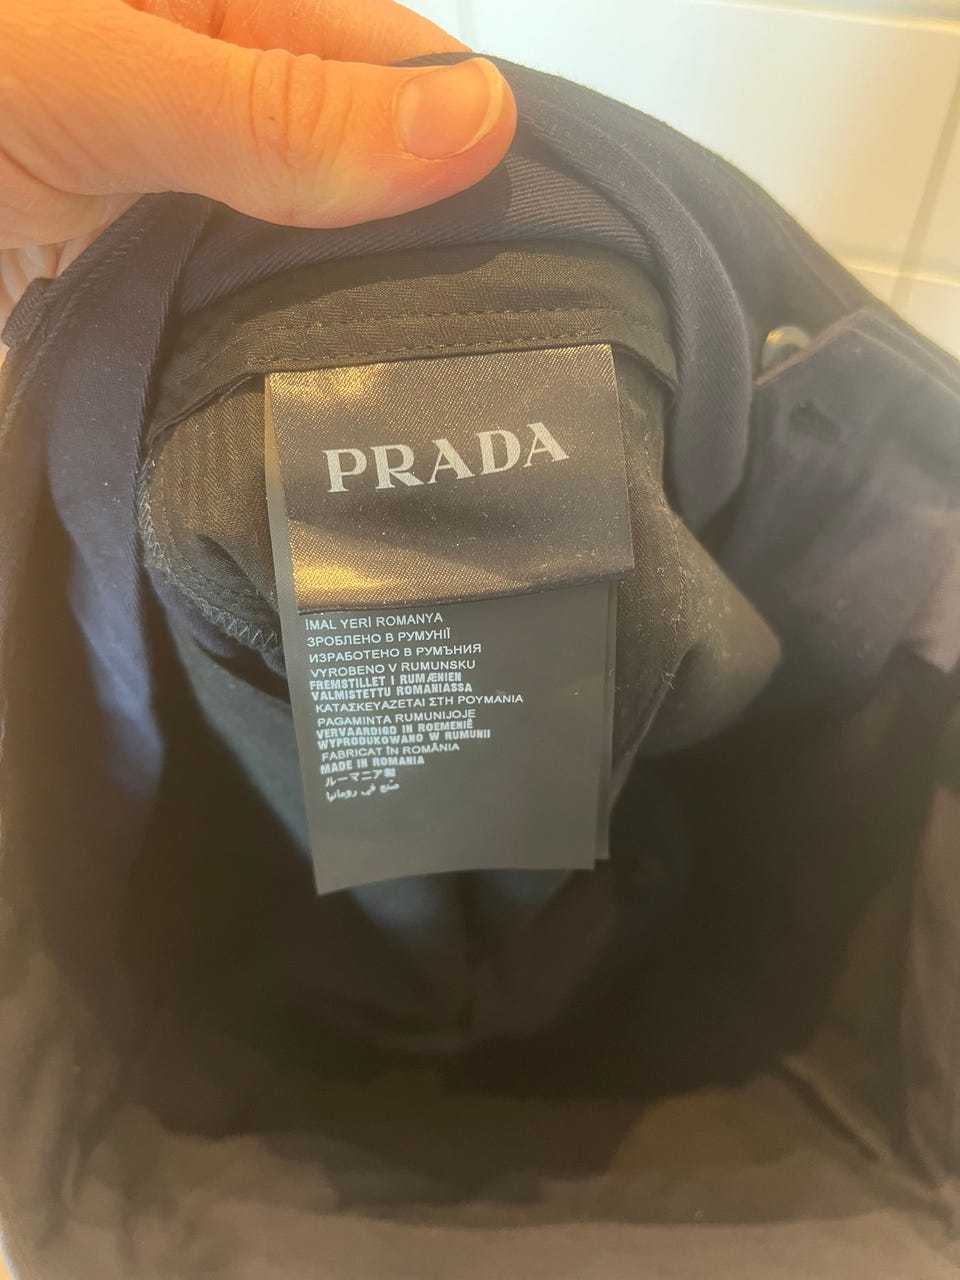 PRADA
İMAL YERİ ROMANYA
ЗРОБЛЕНО В РУМУНІЇ
ИЗРАБОТЕНО В РУМЪНИЯ
VYROBENO V RUMUNSKU
FREMSTILLET I RUMÆNIEN
VALMISTETTU ROMANIASSA
ΚΑΤΑΣΚΕΥΑΖΕΤΑΙ ΣΤΗ ΡΟΥΜΑΝΙΑ
PAGAMINTA RUMUNIJOJE
VERVAARDIGD IN ROEMENIË
WYPRODUKOWANO W RUMUNII
FABRICAT ÎN ROMÂNIA
MADE IN ROMANIA
ルーマニア製
صنع في رومانيا